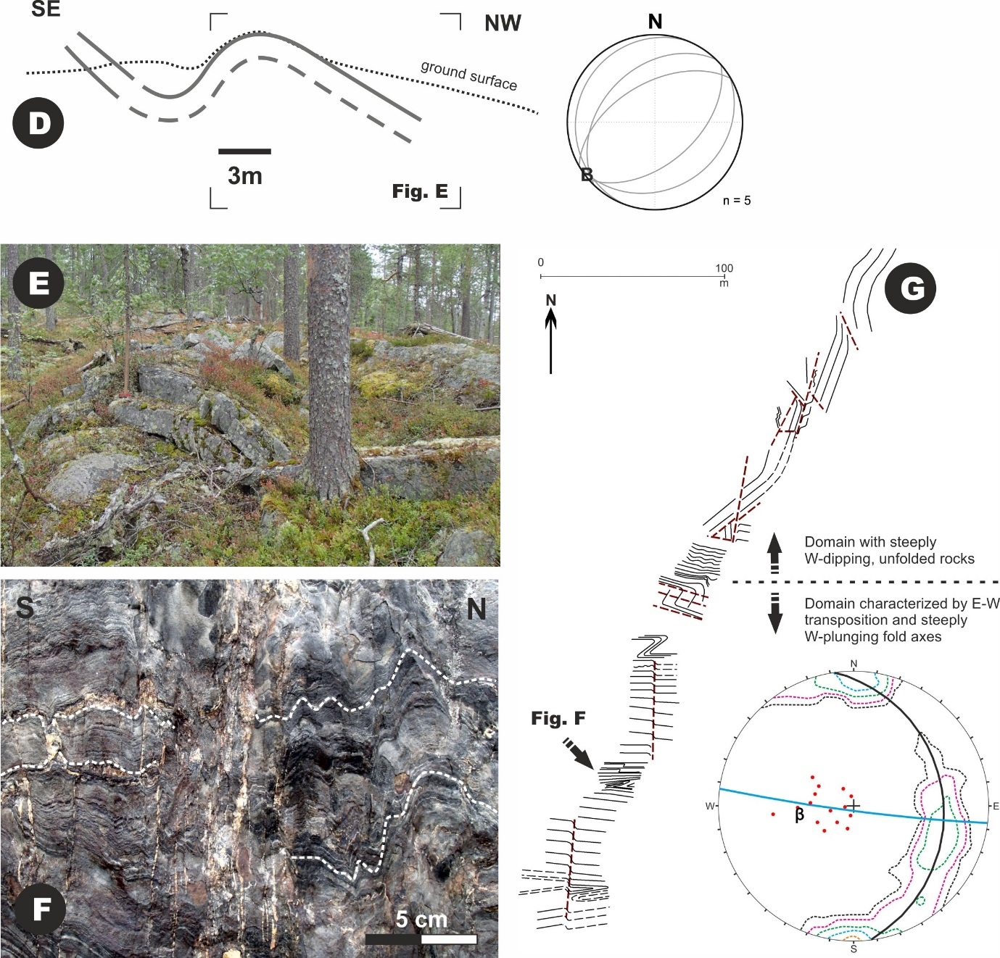 SE
NW
ground surface
D
3m
Fig. E
N
B
n = 5
E
0
100
m
N
G
Domain with steeply
W-dipping, unfolded rocks
Domain characterized by E-W
transposition and steeply
W-plunging fold axes
S
N
F
5 cm
Fig. F
N
W
E
S
β